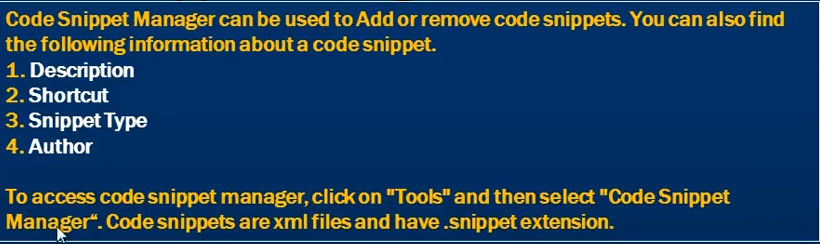 Code Snippet Manager can be used to Add or remove code snippets. You can also find
the following information about a code snippet.
1. Description
2. Shortcut
3. Snippet Type
4. Author
To access code snippet manager, click on "Tools" and then select "Code Snippet
Manager“. Code snippets are xml files and have .snippet extension.